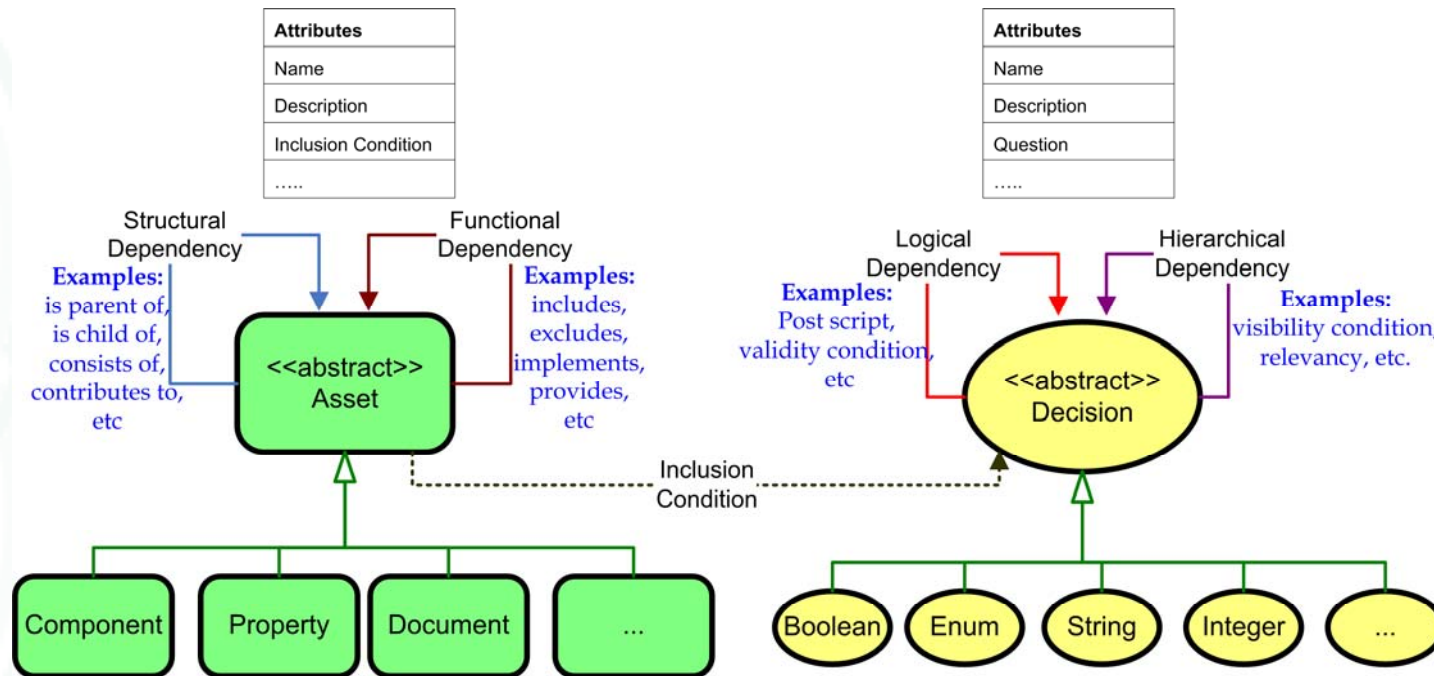 Attributes
Name
Description
Inclusion Condition
.....
Attributes
Name
Description
Question
.....
Structural
Dependency
Examples:
is parent of,
is child of,
consists of,
contributes to,
etc
Functional
Dependency
Examples:
includes,
excludes,
implements,
provides,
etc
<<abstract>>
Asset
Logical
Dependency
Examples:
Post script,
validity condition,
etc
Hierarchical
Dependency
Examples:
visibility condition,
relevancy, etc.
<<abstract>>
Decision
Inclusion
Condition
Component
Property
Document
...
Boolean
Enum
String
Integer
...